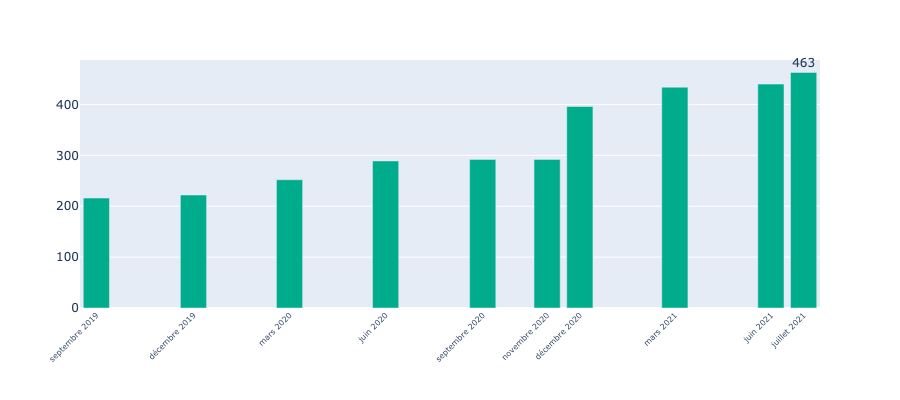 463
400
300
200
100
0
septembre 2019
décembre 2019
mars 2020
juin 2020
septembre 2020
novembre 2020
décembre 2020
mars 2021
juin 2021
juillet 2021